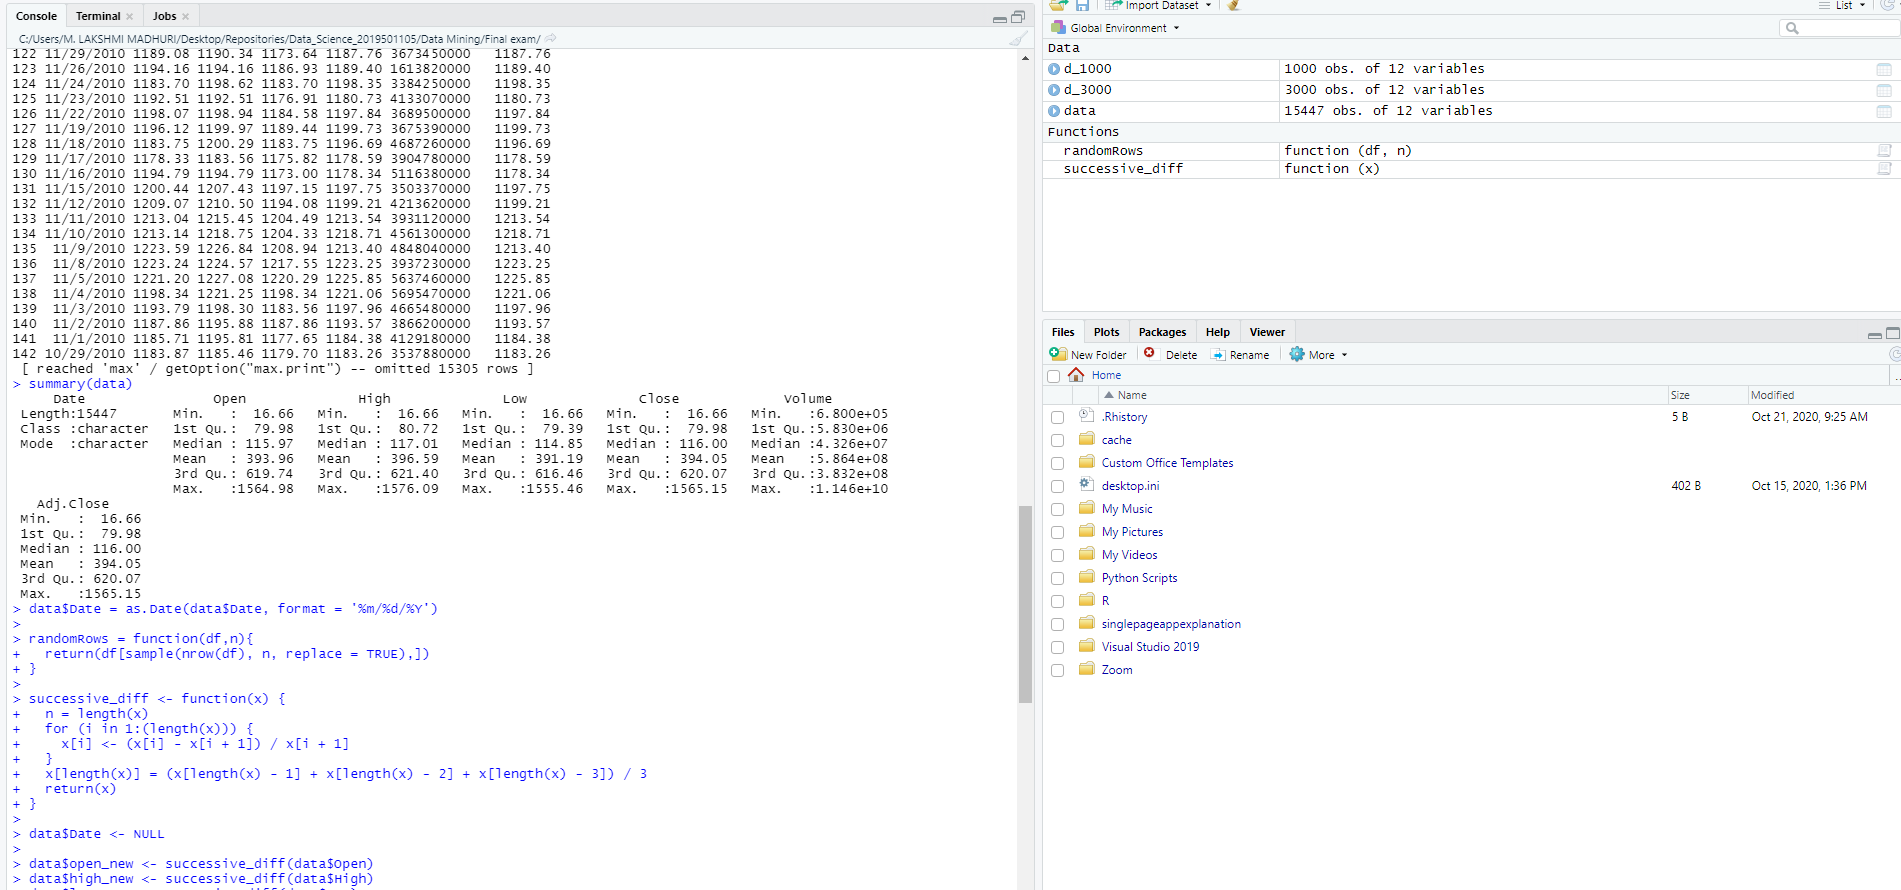 Console Terminal Jobs
C:/Users/M. LAKSHMI MADHURI/Desktop/Repositories/Data_Science_2019501105/Data Mining/Final exam/
122 11/29/2010 1189.08 1190.34 1173.64 1187.76 3673450000 1187.76
123 11/26/2010 1194.16 1194.16 1186.93 1189.40 1613820000 1189.40
124 11/24/2010 1183.70 1198.62 1183.70 1198.35 3384250000 1198.35
125 11/23/2010 1192.51 1192.51 1176.91 1180.73 4133070000 1180.73
126 11/22/2010 1198.07 1198.94 1184.58 1197.84 3689500000 1197.84
127 11/19/2010 1196.12 1199.97 1189.44 1199.73 3675390000 1199.73
128 11/18/2010 1183.75 1200.29 1183.75 1196.69 4687260000 1196.69
129 11/17/2010 1178.33 1183.56 1175.82 1178.59 3904780000 1178.59
130 11/16/2010 1194.79 1194.79 1173.00 1178.34 5116380000 1178.34
131 11/15/2010 1200.44 1207.43 1197.15 1197.75 3503370000 1197.75
132 11/12/2010 1209.07 1210.50 1194.08 1199.21 4213620000 1199.21
133 11/11/2010 1213.04 1215.45 1204.49 1213.54 3931120000 1213.54
134 11/10/2010 1213.14 1218.75 1204.33 1218.71 4561300000 1218.71
135 11/9/2010 1223.59 1226.84 1208.94 1213.40 4848040000 1213.40
136 11/8/2010 1223.24 1224.57 1217.55 1223.25 3937230000 1223.25
137 11/5/2010 1221.20 1227.08 1220.29 1225.85 5637460000 1225.85
138 11/4/2010 1198.34 1221.25 1198.34 1221.06 5695470000 1221.06
139 11/3/2010 1193.79 1198.30 1183.56 1197.96 4665480000 1197.96
140 11/2/2010 1187.86 1195.88 1187.86 1193.57 3866200000 1193.57
141 11/1/2010 1185.71 1195.81 1177.65 1184.38 4129180000 1184.38
142 10/29/2010 1183.87 1185.46 1179.70 1183.26 3537880000 1183.26
[ reached 'max' / getOption("max.print") -- omitted 15305 rows ]
> summary(data)
Date Open High Low Close Volume
Length:15447 Min. : 16.66 Min. : 16.66 Min. : 16.66 Min. : 16.66 Min. :6.800e+05
Class :character 1st Qu.: 79.98 1st Qu.: 80.72 1st Qu.: 79.39 1st Qu.: 79.98 1st Qu.:5.830e+06
Mode :character Median : 115.97 Median : 117.01 Median : 114.85 Median : 116.00 Median :4.326e+07
Mean : 393.96 Mean : 396.59 Mean : 391.19 Mean : 394.05 Mean :5.864e+08
3rd Qu.: 619.74 3rd Qu.: 621.40 3rd Qu.: 616.46 3rd Qu.: 620.07 3rd Qu.:3.832e+08
Max. :1564.98 Max. :1576.09 Max. :1555.46 Max. :1565.15 Max. :1.146e+10
Adj.Close
Min. : 16.66
1st Qu.: 79.98
Median : 116.00
Mean : 394.05
3rd Qu.: 620.07
Max. :1565.15
> data$Date = as.Date(data$Date, format = '%m/%d/%Y')
>
> randomRows = function(df,n){
+ return(df[sample(nrow(df), n, replace = TRUE),])
+ }
>
> successive_diff <- function(x) {
+ n = length(x)
+ for (i in 1:(length(x))) {
+ x[i] <- (x[i] - x[i + 1]) / x[i + 1]
+ }
+ x[length(x)] = (x[length(x) - 1] + x[length(x) - 2] + x[length(x) - 3]) / 3
+ return(x)
+ }
>
> data$Date <- NULL
>
> data$open_new <- successive_diff(data$Open)
> data$high_new <- successive_diff(data$High)
Import Dataset List
Global Environment
Data
d_1000 1000 obs. of 12 variables
d_3000 3000 obs. of 12 variables
data 15447 obs. of 12 variables
Functions
randomRows function (df, n)
successive_diff function (x)
Files Plots Packages Help Viewer
New Folder Delete Rename More
Home
Name Size Modified
.Rhistory 5 B Oct 21, 2020, 9:25 AM
cache
Custom Office Templates
desktop.ini 402 B Oct 15, 2020, 1:36 PM
My Music
My Pictures
My Videos
Python Scripts
R
singlepageappexplanation
Visual Studio 2019
Zoom